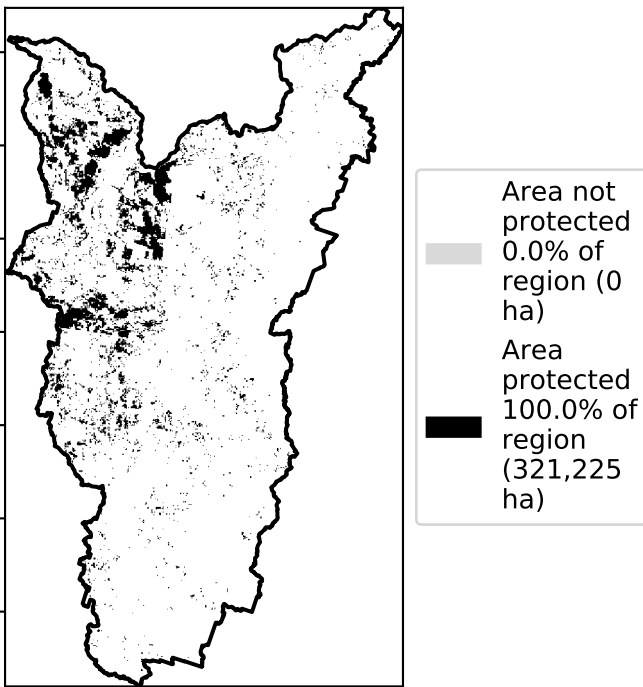 Area not
protected
0.0% of
region (0
ha)
Area
protected
100.0% of
region
(321,225
ha)